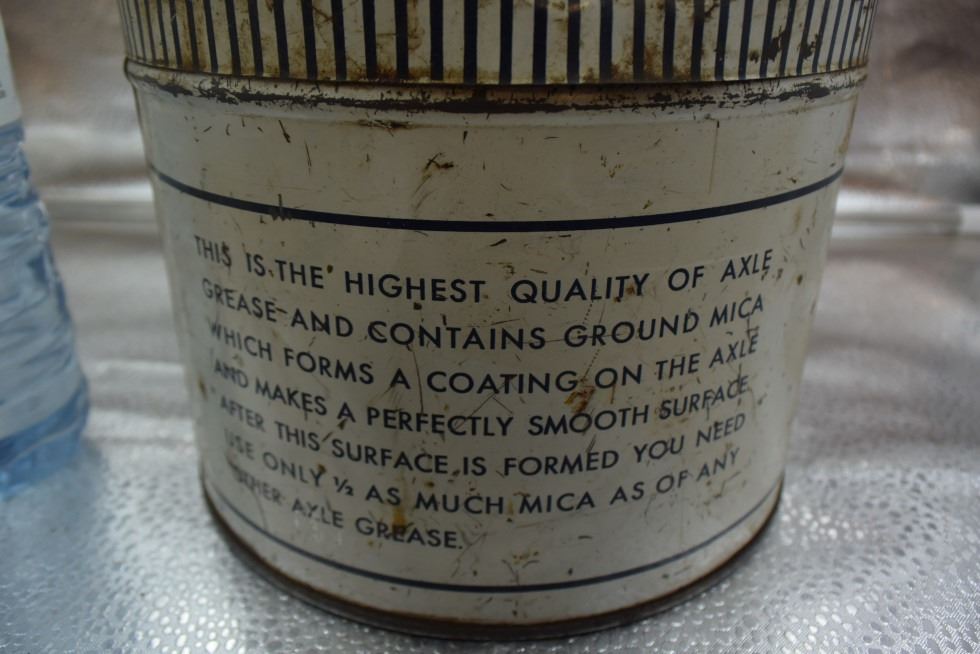 THIS IS THE HIGHEST QUALITY OF AXLE
GREASE-AND CONTAINS GROUND MICA
WHICH FORMS A COATING ON THE AXLE
AND MAKES A PERFECTLY SMOOTH SURFACE
AFTER THIS SURFACE IS FORMED YOU NEED
USE ONLY ½ AS MUCH MICA AS OF ANY
OTHER AXLE GREASE.